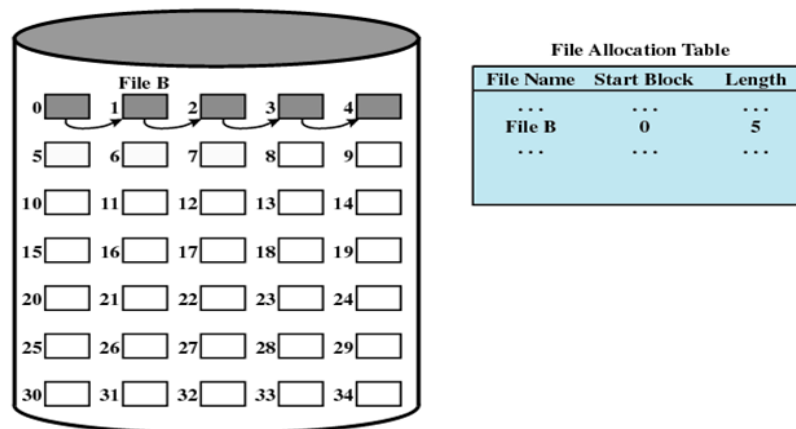 File Allocation Table
File B
File Name Start Block Length
0 1 2 3 4
... ... ...
File B 0 5
... ... ...
5 6 7 8 9
10 11 12 13 14
15 16 17 18 19
20 21 22 23 24
25 26 27 28 29
30 31 32 33 34